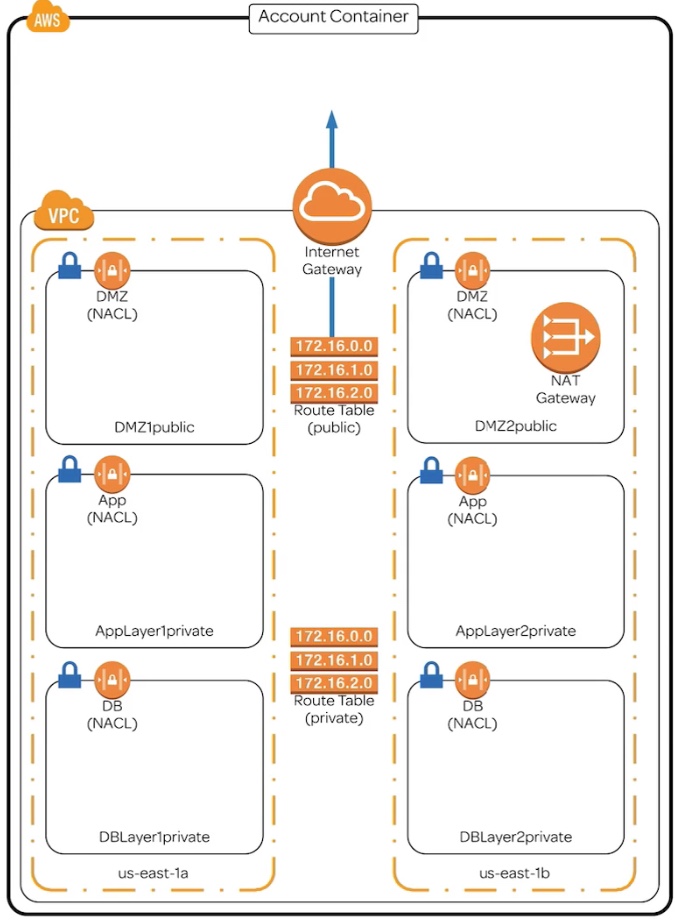 AWS
Account Container
VPC
Internet
Gateway
DMZ
(NACL)
DMZ1public
172.16.0.0
172.16.1.0
172.16.2.0
Route Table
(public)
DMZ
(NACL)
NAT
Gateway
DMZ2public
App
(NACL)
AppLayer1private
App
(NACL)
AppLayer2private
172.16.0.0
172.16.1.0
172.16.2.0
Route Table
(private)
DB
(NACL)
DBLayer1private
us-east-1a
DB
(NACL)
DBLayer2private
us-east-1b